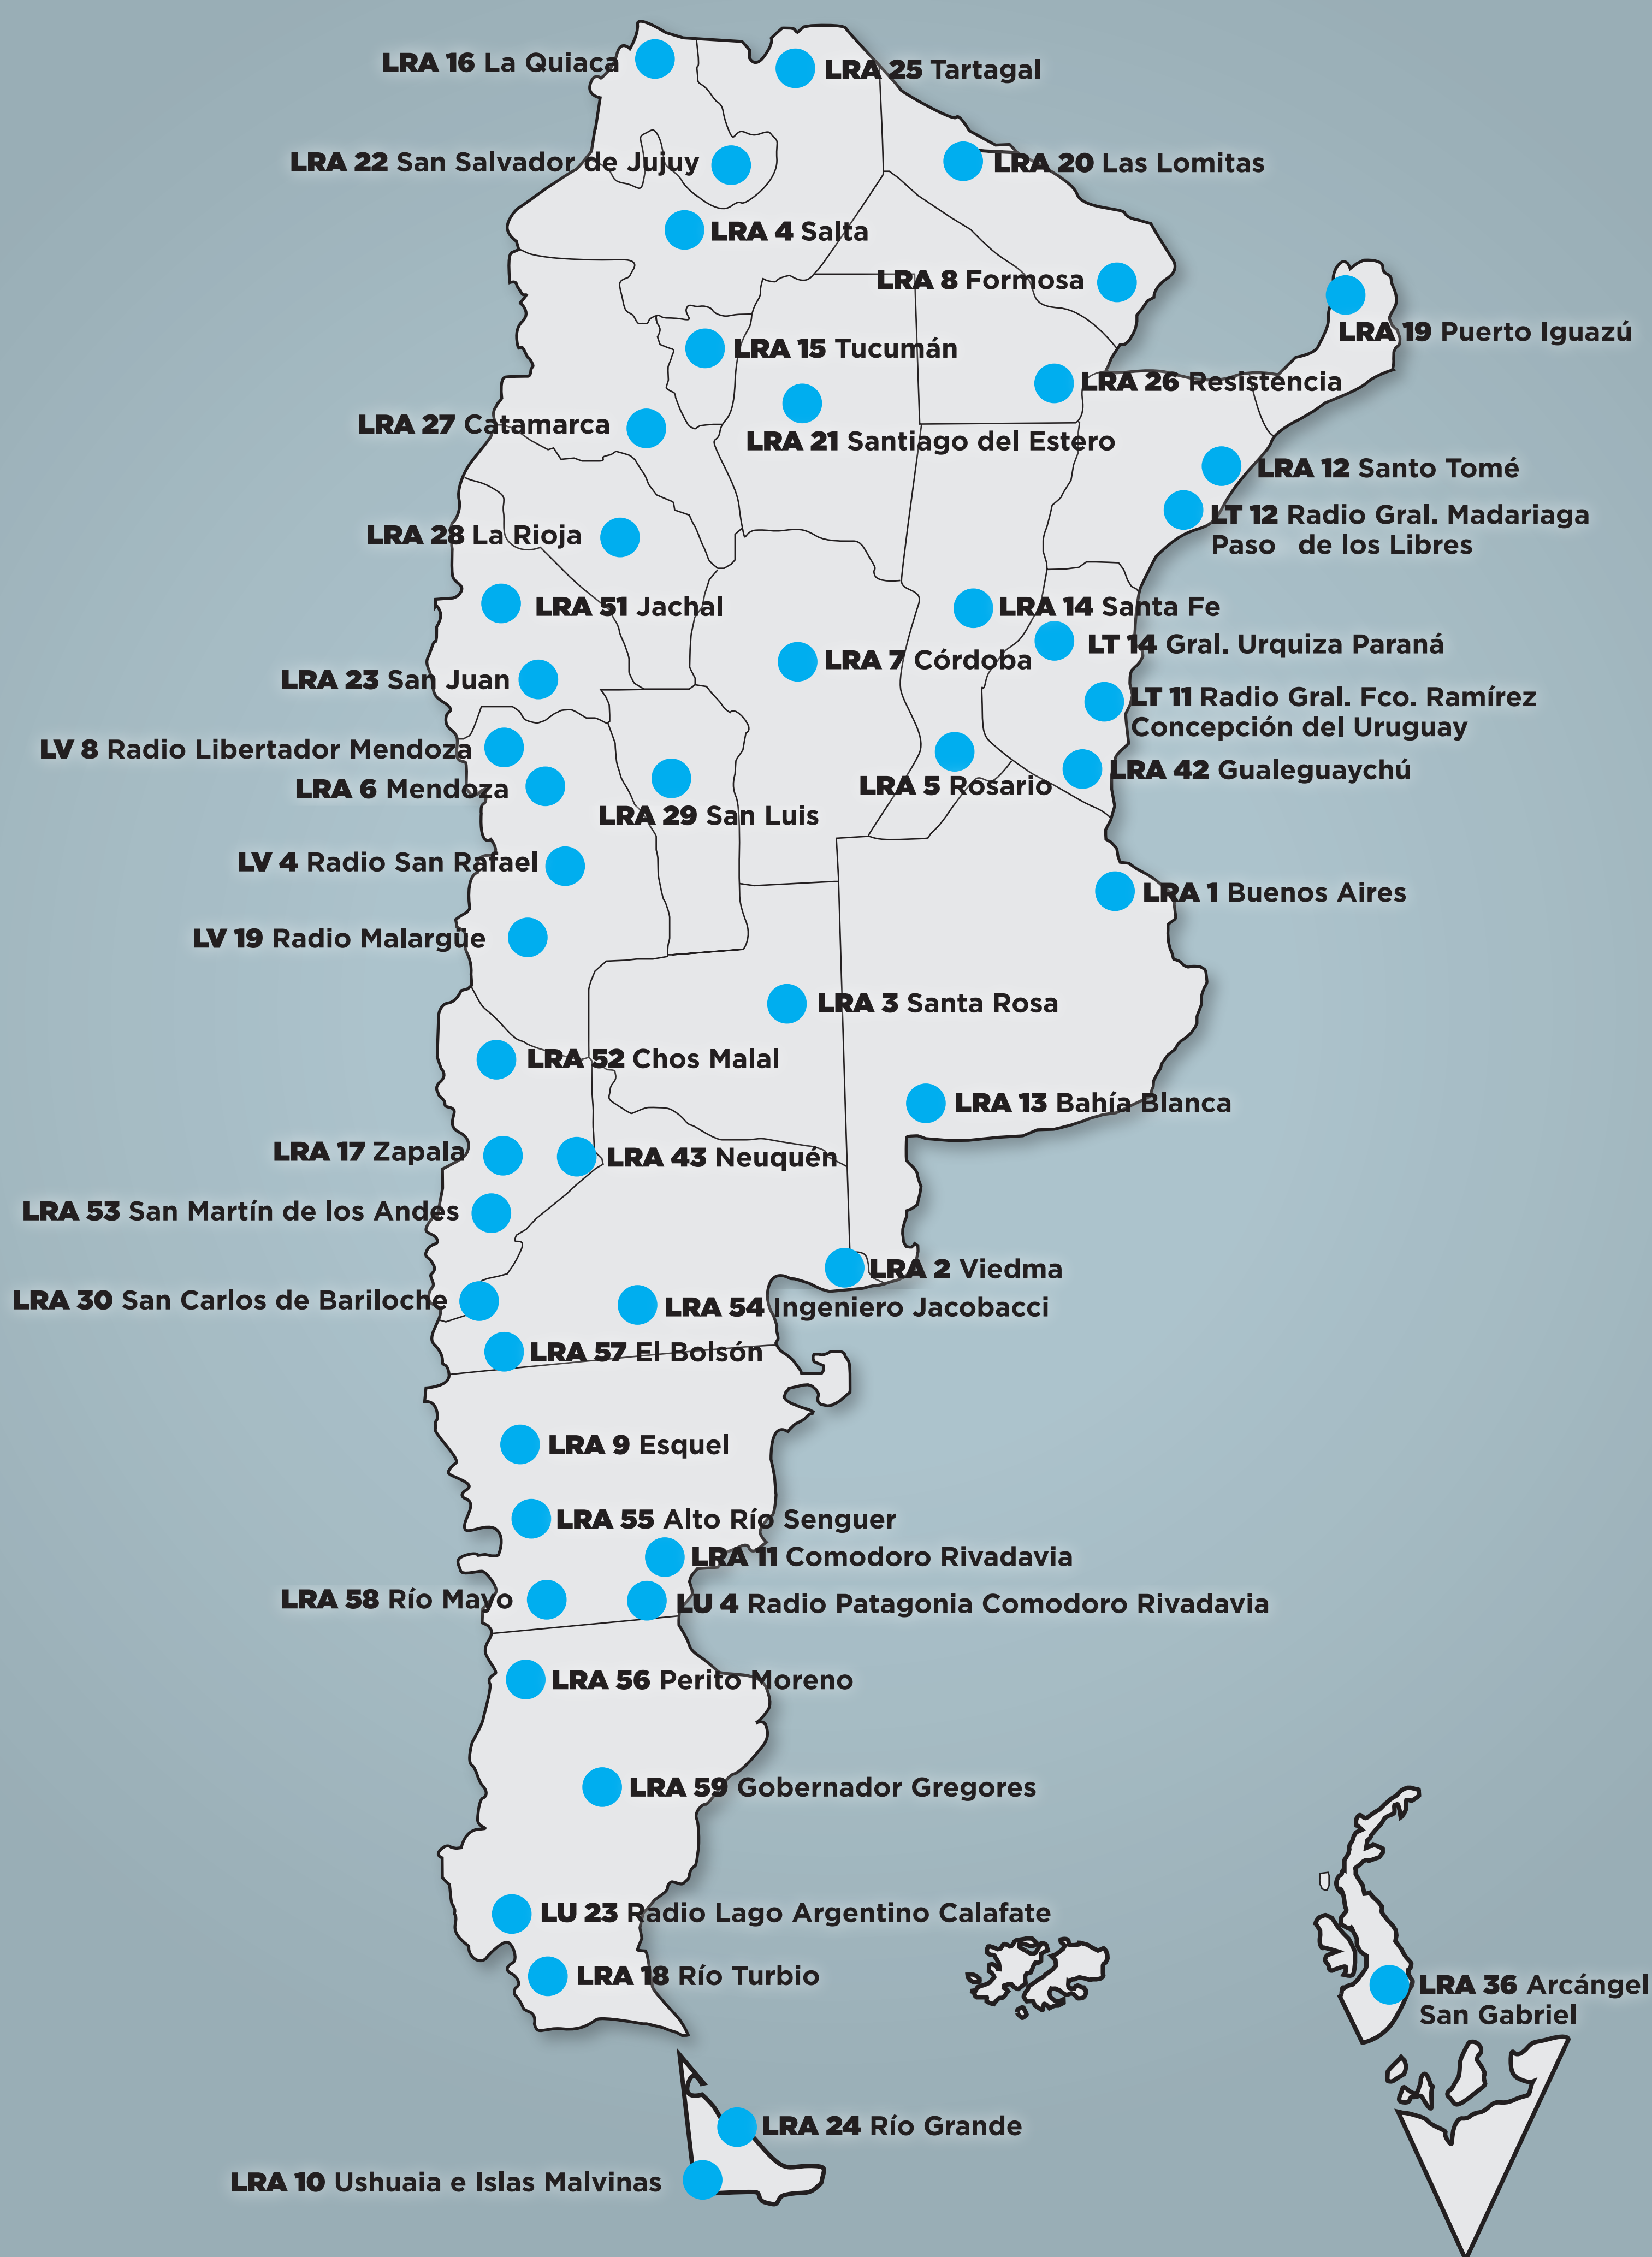 LRA 16 La Quiaca
LRA 25 Tartagal
LRA 22 San Salvador de Jujuy
LRA 20 Las Lomitas
LRA 4 Salta
LRA 8 Formosa
LRA 19 Puerto Iguazú
LRA 15 Tucumán
LRA 26 Resistencia
LRA 27 Catamarca
LRA 21 Santiago del Estero
LRA 12 Santo Tomé
LT 12 Radio Gral. Madariaga
Paso de los Libres
LRA 28 La Rioja
LRA 51 Jachal
LRA 14 Santa Fe
LT 14 Gral. Urquiza Paraná
LRA 7 Córdoba
LRA 23 San Juan
LT 11 Radio Gral. Fco. Ramírez
Concepción del Uruguay
LV 8 Radio Libertador Mendoza
LRA 42 Gualeguaychú
LRA 6 Mendoza
LRA 5 Rosario
LRA 29 San Luis
LV 4 Radio San Rafael
LRA 1 Buenos Aires
LV 19 Radio Malargüe
LRA 3 Santa Rosa
LRA 52 Chos Malal
LRA 13 Bahía Blanca
LRA 17 Zapala
LRA 43 Neuquén
LRA 53 San Martín de los Andes
LRA 2 Viedma
LRA 30 San Carlos de Bariloche
LRA 54 Ingeniero Jacobacci
LRA 57 El Bolsón
LRA 9 Esquel
LRA 55 Alto Río Senguer
LRA 11 Comodoro Rivadavia
LRA 58 Río Mayo
LU 4 Radio Patagonia Comodoro Rivadavia
LRA 56 Perito Moreno
LRA 59 Gobernador Gregores
LU 23 Radio Lago Argentino Calafate
LRA 18 Río Turbio
LRA 36 Arcángel
San Gabriel
LRA 24 Río Grande
LRA 10 Ushuaia e Islas Malvinas